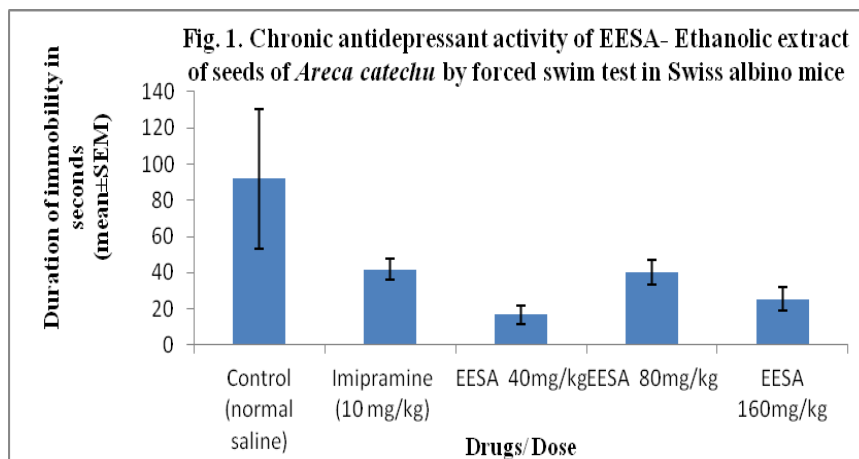 Fig. 1. Chronic antidepressant activity of EESA- Ethanolic extract
of seeds of Areca catechu by forced swim test in Swiss albino mice
Duration of immobility in
seconds
(mean±SEM)
140
120
100
80
60
40
20
0
Control
(normal
saline)
Imipramine
(10 mg/kg)
EESA 40mg/kg
EESA 80mg/kg
EESA
160mg/kg
Drugs/Dose